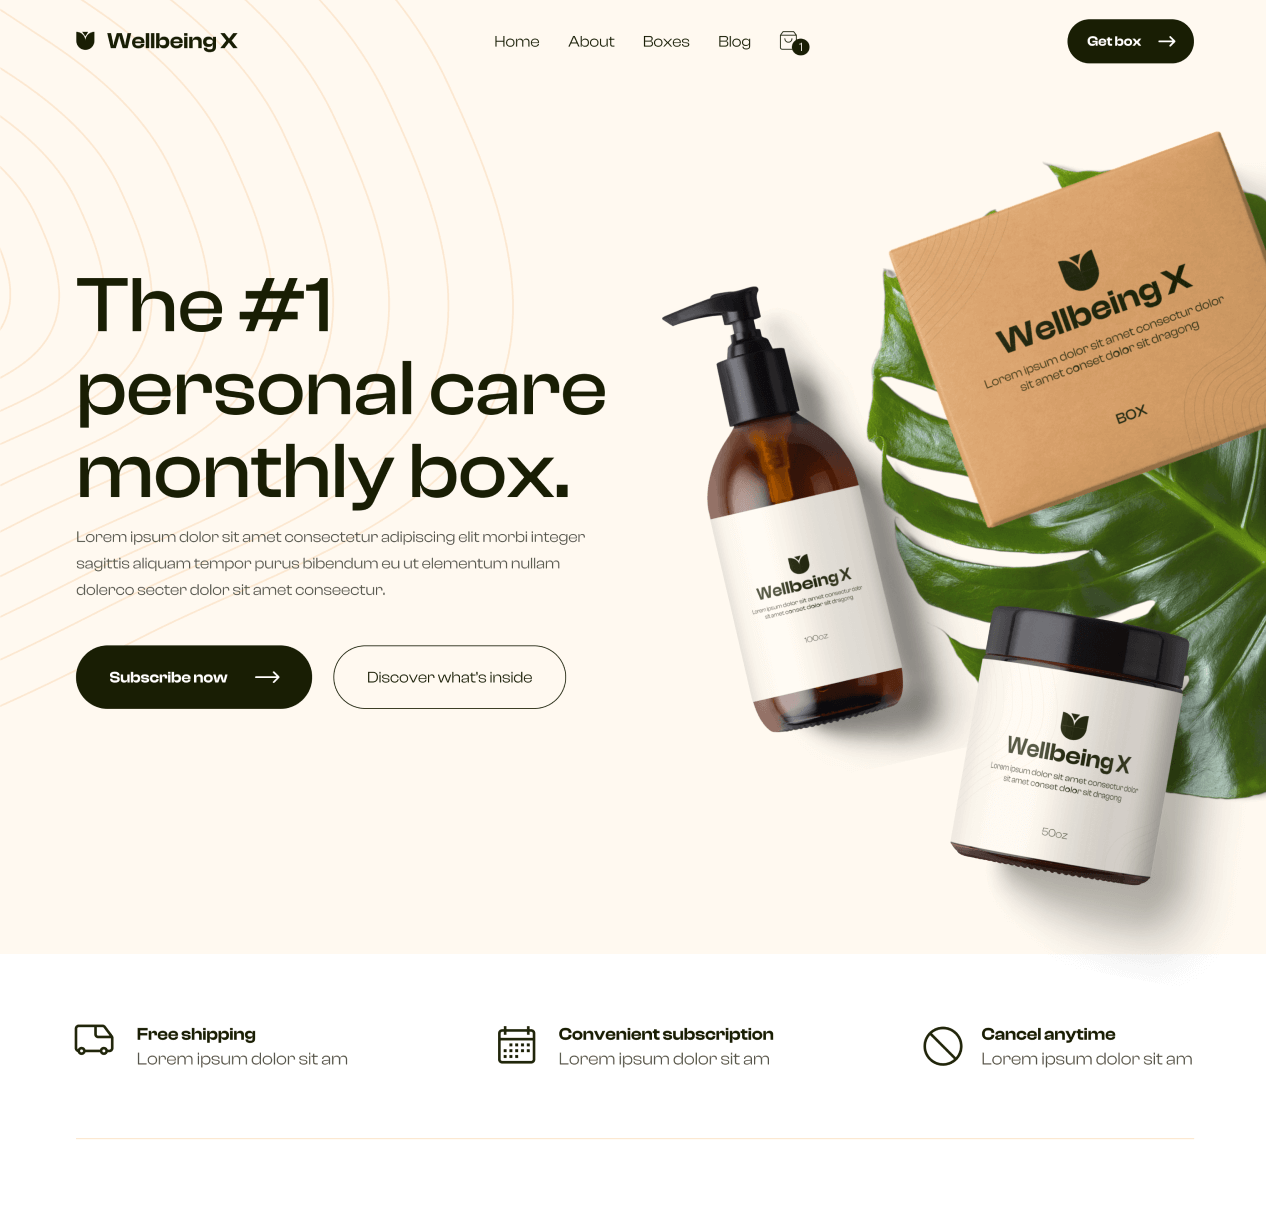 Wellbeing X
Home
About
Boxes
Blog
1
Get box
The #1
personal care
monthly box.
Lorem ipsum dolor sit amet consectetur adipiscing elit morbi integer
sagittis aliquam tempor purus bibendum eu ut elementum nullam
dolerco secter dolor sit amet conseectur.
Subscribe now
Discover what's inside
Wellbeing X
Lorem ipsum dolor sit amet consectur dolor
sit amet conset dolor sit dragong
BOX
Wellbeing X
Lorem ipsum dolor sit amet consectur dolor
sit amet conset dolor sit dragong
100oz
Wellbeing X
Lorem ipsum dolor sit amet consectur dolor
sit amet conset dolor sit dragong
50oz
Free shipping
Lorem ipsum dolor sit am
Convenient subscription
Lorem ipsum dolor sit am
Cancel anytime
Lorem ipsum dolor sit am